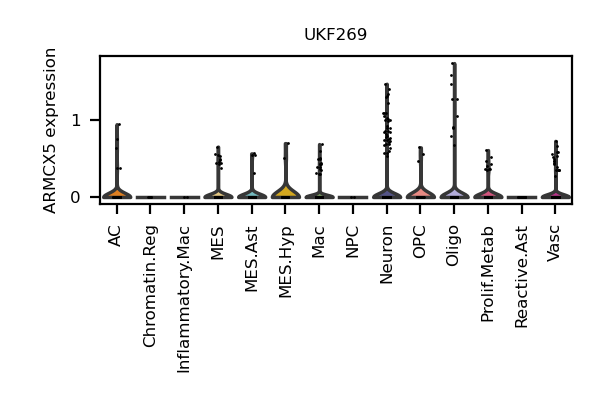 UKF269
ARMCX5 expression
1
0
AC
Chromatin.Reg
Inflammatory.Mac
MES
MES.Ast
MES.Hyp
Mac
NPC
Neuron
OPC
Oligo
Prolif.Metab
Reactive.Ast
Vasc